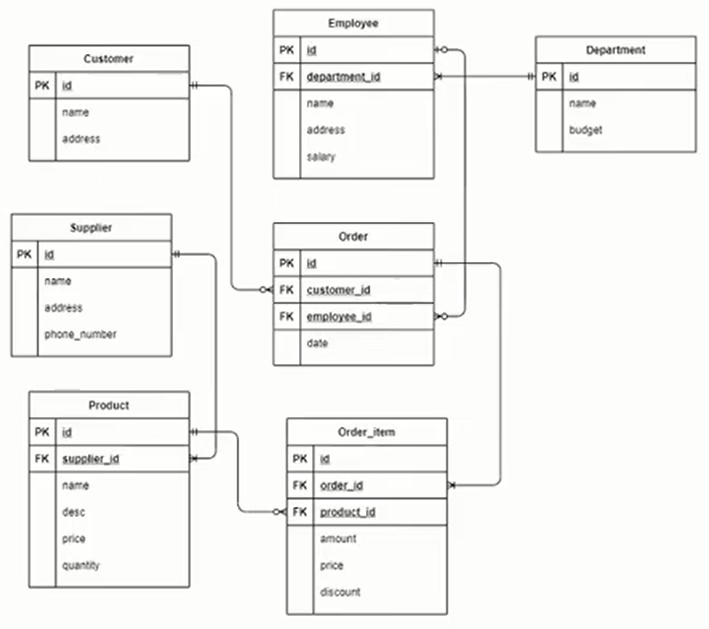 Customer
PK id
name
address
Employee
PK id
FK department_id
name
address
salary
Department
PK id
name
budget
Supplier
PK id
name
address
phone_number
Order
PK id
FK customer_id
FK employee_id
date
Product
PK id
FK supplier_id
name
desc
price
quantity
Order_item
PK id
FK order_id
FK product_id
amount
price
discount